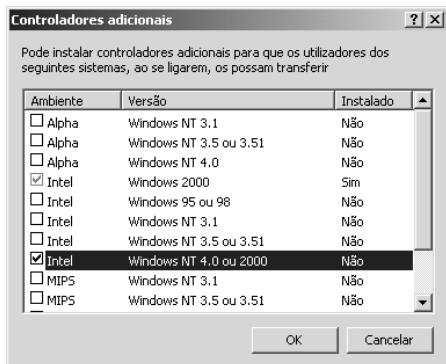 Controladores adicionais
Pode instalar controladores adicionais para que os utilizadores dos
seguintes sistemas, ao se ligarem, os possam transferir
Ambiente Versão Instalado
Alpha Windows NT 3.1 Não
Alpha Windows NT 3.5 ou 3.51 Não
Alpha Windows NT 4.0 Não
Intel Windows 2000 Sim
Intel Windows 95 ou 98 Não
Intel Windows NT 3.1 Não
Intel Windows NT 3.5 ou 3.51 Não
Intel Windows NT 4.0 ou 2000 Não
MIPS Windows NT 3.1 Não
MIPS Windows NT 3.5 ou 3.51 Não
OK Cancelar